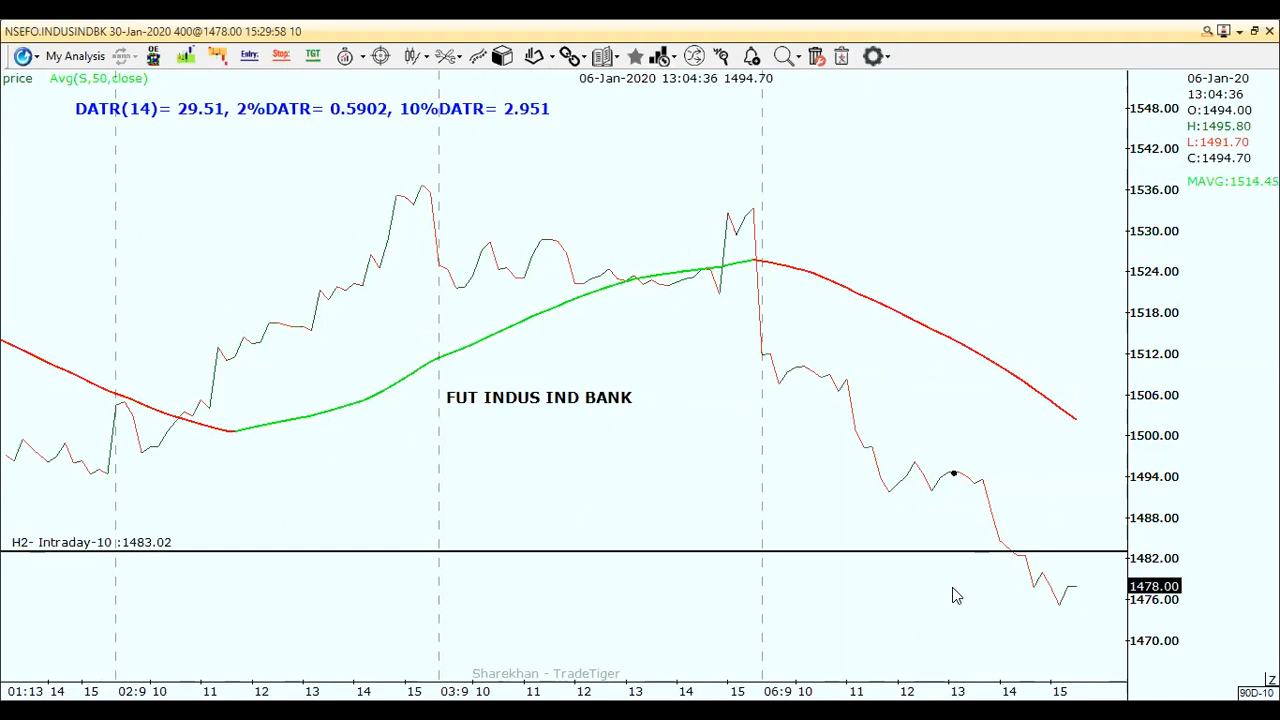 NSEFO.INDUSINDBK 30-Jan-2020 400@1478.00 15:29:58 10
My Analysis
OE
Entry:
Stop:
TGT
price Avg(S,50,close)
06-Jan-2020 13:04:36 1494.70
06-Jan-20
13:04:36
O:1494.00
H:1495.80
L:1491.70
C:1494.70
MAVG:1514.45
DATR(14)= 29.51, 2%DATR= 0.5902, 10%DATR= 2.951
1548.00
1542.00
1536.00
1530.00
1524.00
1518.00
1512.00
1506.00
1500.00
1494.00
1488.00
1482.00
1478.00
1476.00
1470.00
FUT INDUS IND BANK
H2- Intraday-10 :1483.02
Sharekhan - TradeTiger
01:13 14 15 02:9 10 11 12 13 14 15 03:9 10 11 12 13 14 15 06:9 10 11 12 13 14 15
Z
90D-10